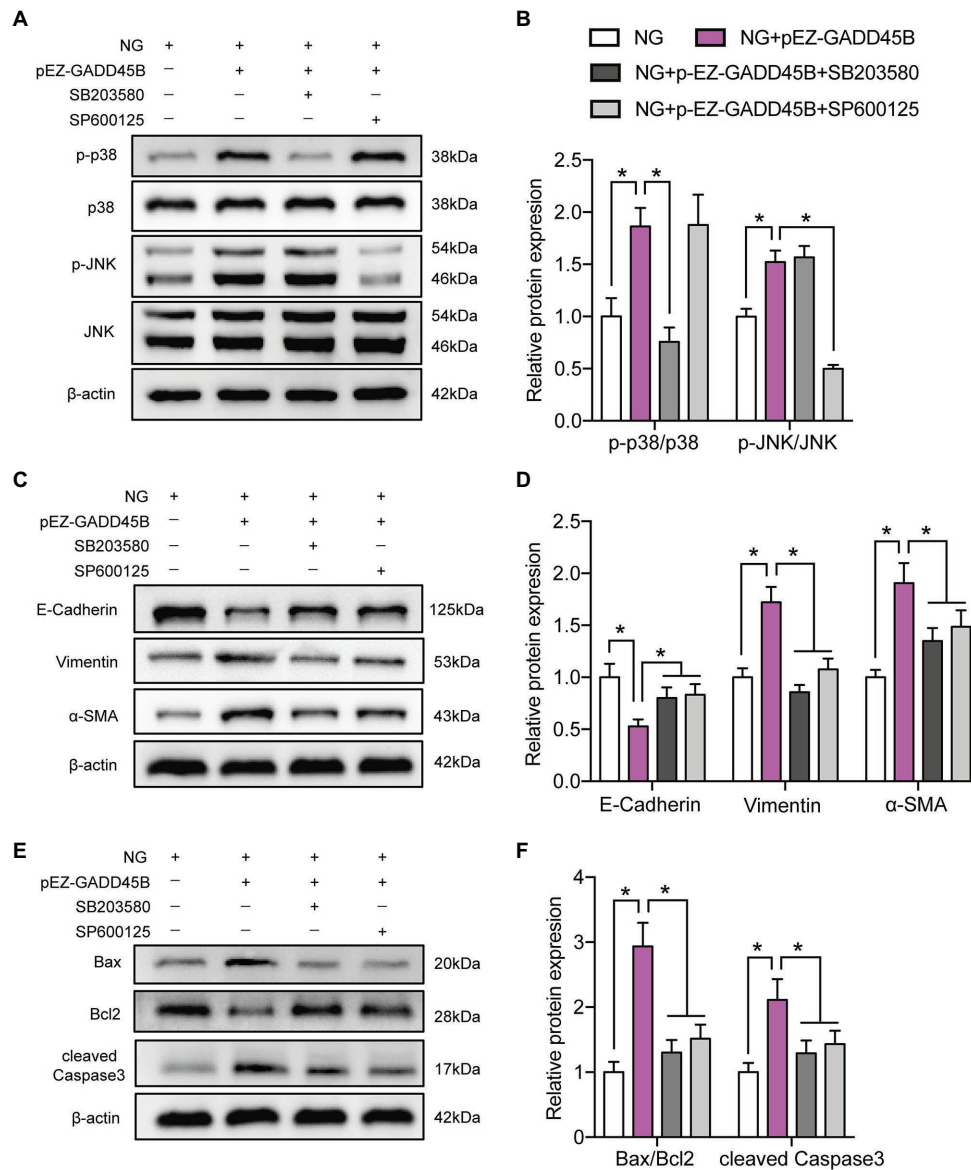 A
NG + + + +
pEZ-GADD45B – + + +
SB203580 – – + –
SP600125 – – – +
p-p38 38kDa
p38 38kDa
p-JNK 54kDa
46kDa
JNK 54kDa
46kDa
β-actin 42kDa
B
NG NG+pEZ-GADD45B
NG+p-EZ-GADD45B+SB203580
NG+p-EZ-GADD45B+SP600125
Relative protein expresion
2.5
2.0
1.5
1.0
0.5
0.0
* * * *
p-p38/p38 p-JNK/JNK
C
NG + + + +
pEZ-GADD45B – + + +
SB203580 – – + –
SP600125 – – – +
E-Cadherin 125kDa
Vimentin 53kDa
α-SMA 43kDa
β-actin 42kDa
D
Relative protein expresion
2.5
2.0
1.5
1.0
0.5
0.0
* * * * * *
E-Cadherin Vimentin α-SMA
E
NG + + + +
pEZ-GADD45B – + + +
SB203580 – – + –
SP600125 – – – +
Bax 20kDa
Bcl2 28kDa
cleaved
Caspase3 17kDa
β-actin 42kDa
F
Relative protein expresion
4
3
2
1
0
* * * *
Bax/Bcl2 cleaved Caspase3